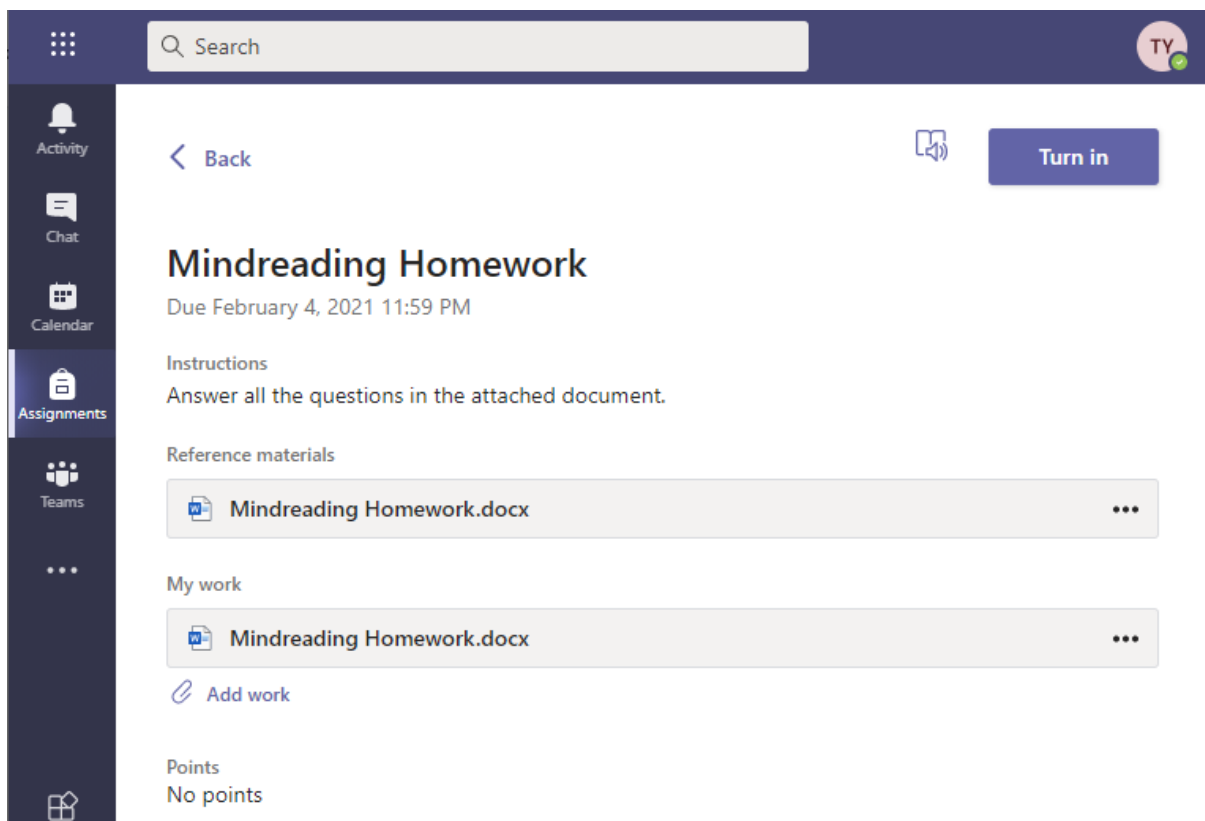 Search
TY
Activity
Chat
Calendar
Assignments
Teams
Back
Turn in
Mindreading Homework
Due February 4, 2021 11:59 PM
Instructions
Answer all the questions in the attached document.
Reference materials
Mindreading Homework.docx
My work
Mindreading Homework.docx
Add work
Points
No points